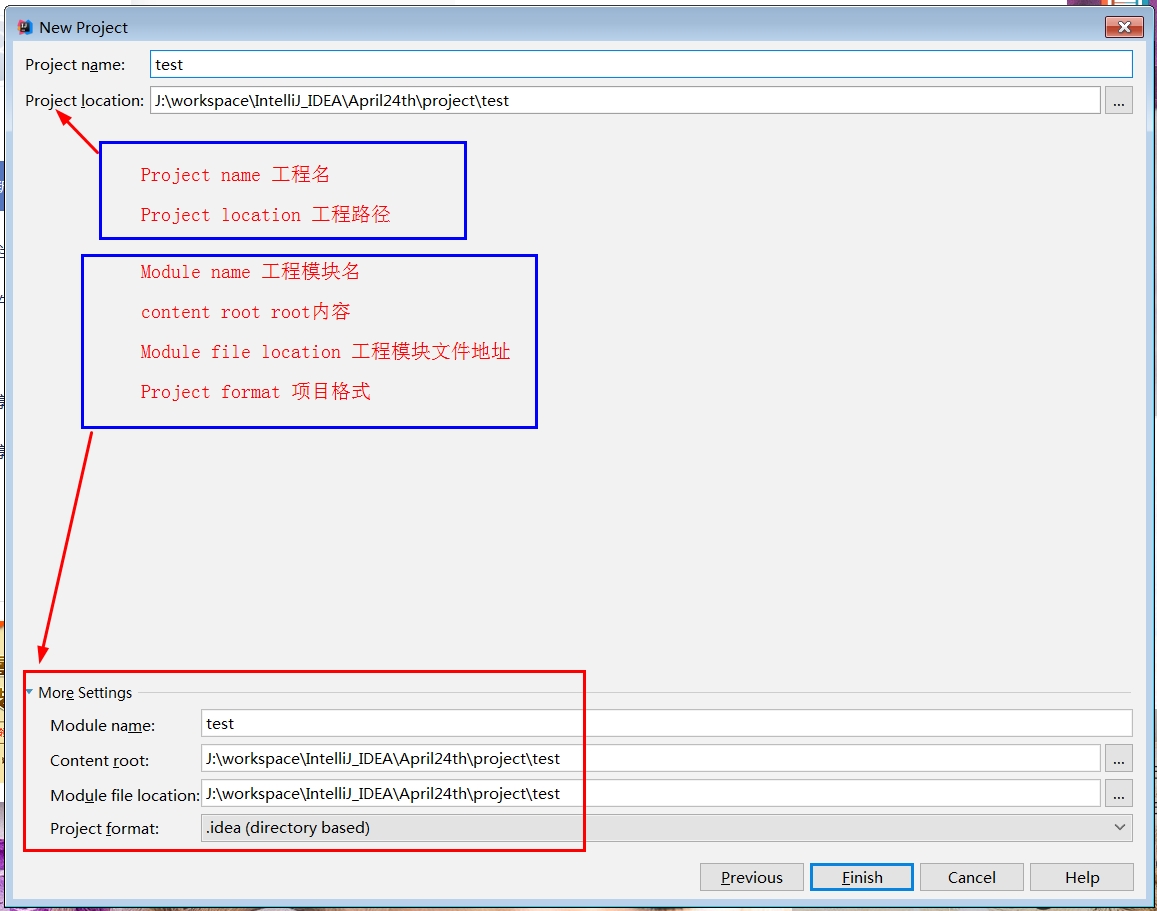 New Project
Project name: test
Project location: J:\workspace\IntelliJ_IDEA\April24th\project\test ...
Project name 工程名
Project location 工程路径
Module name 工程模块名
content root root内容
Module file location 工程模块文件地址
Project format 项目格式
More Settings
Module name: test
Content root: J:\workspace\IntelliJ_IDEA\April24th\project\test ...
Module file location: J:\workspace\IntelliJ_IDEA\April24th\project\test ...
Project format: .idea (directory based)
Previous Finish Cancel Help